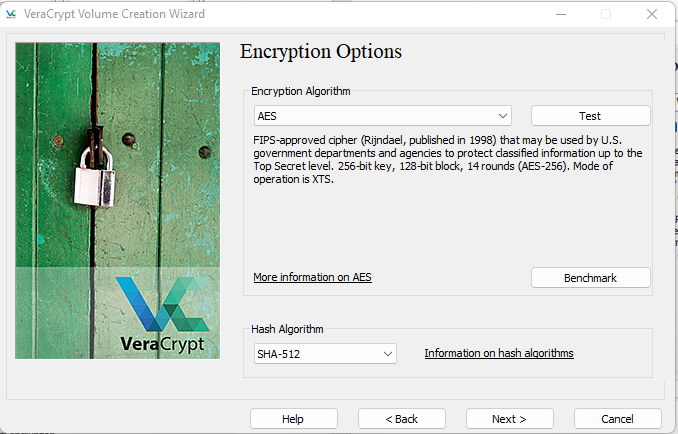 VeraCrypt Volume Creation Wizard
Encryption Options
Encryption Algorithm
AES
Test
FIPS-approved cipher (Rijndael, published in 1998) that may be used by U.S.
government departments and agencies to protect classified information up to the
Top Secret level. 256-bit key, 128-bit block, 14 rounds (AES-256). Mode of
operation is XTS.
More information on AES
Benchmark
VeraCrypt
Hash Algorithm
SHA-512
Information on hash algorithms
Help
< Back
Next >
Cancel